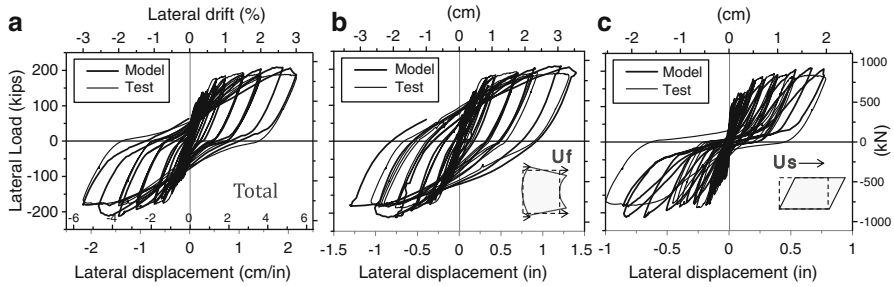 Lateral drift (%)
-3 -2 -1 0 1 2 3
a
Model
Test
Lateral Load (kips)
200
100
0
-100
-200
Total
-6 -4 -2 0 2 4 6
-2 -1 0 1 2
Lateral displacement (cm/in)
(cm)
-3 -2 -1 0 1 2 3
b
Model
Test
Uf
-1.5 -1 -0.5 0 0.5 1 1.5
Lateral displacement (in)
(cm)
-2 -1 0 1 2
c
Model
Test
Us
1000
500
0
-500
-1000
(kN)
-1 -0.5 0 0.5 1
Lateral displacement (in)